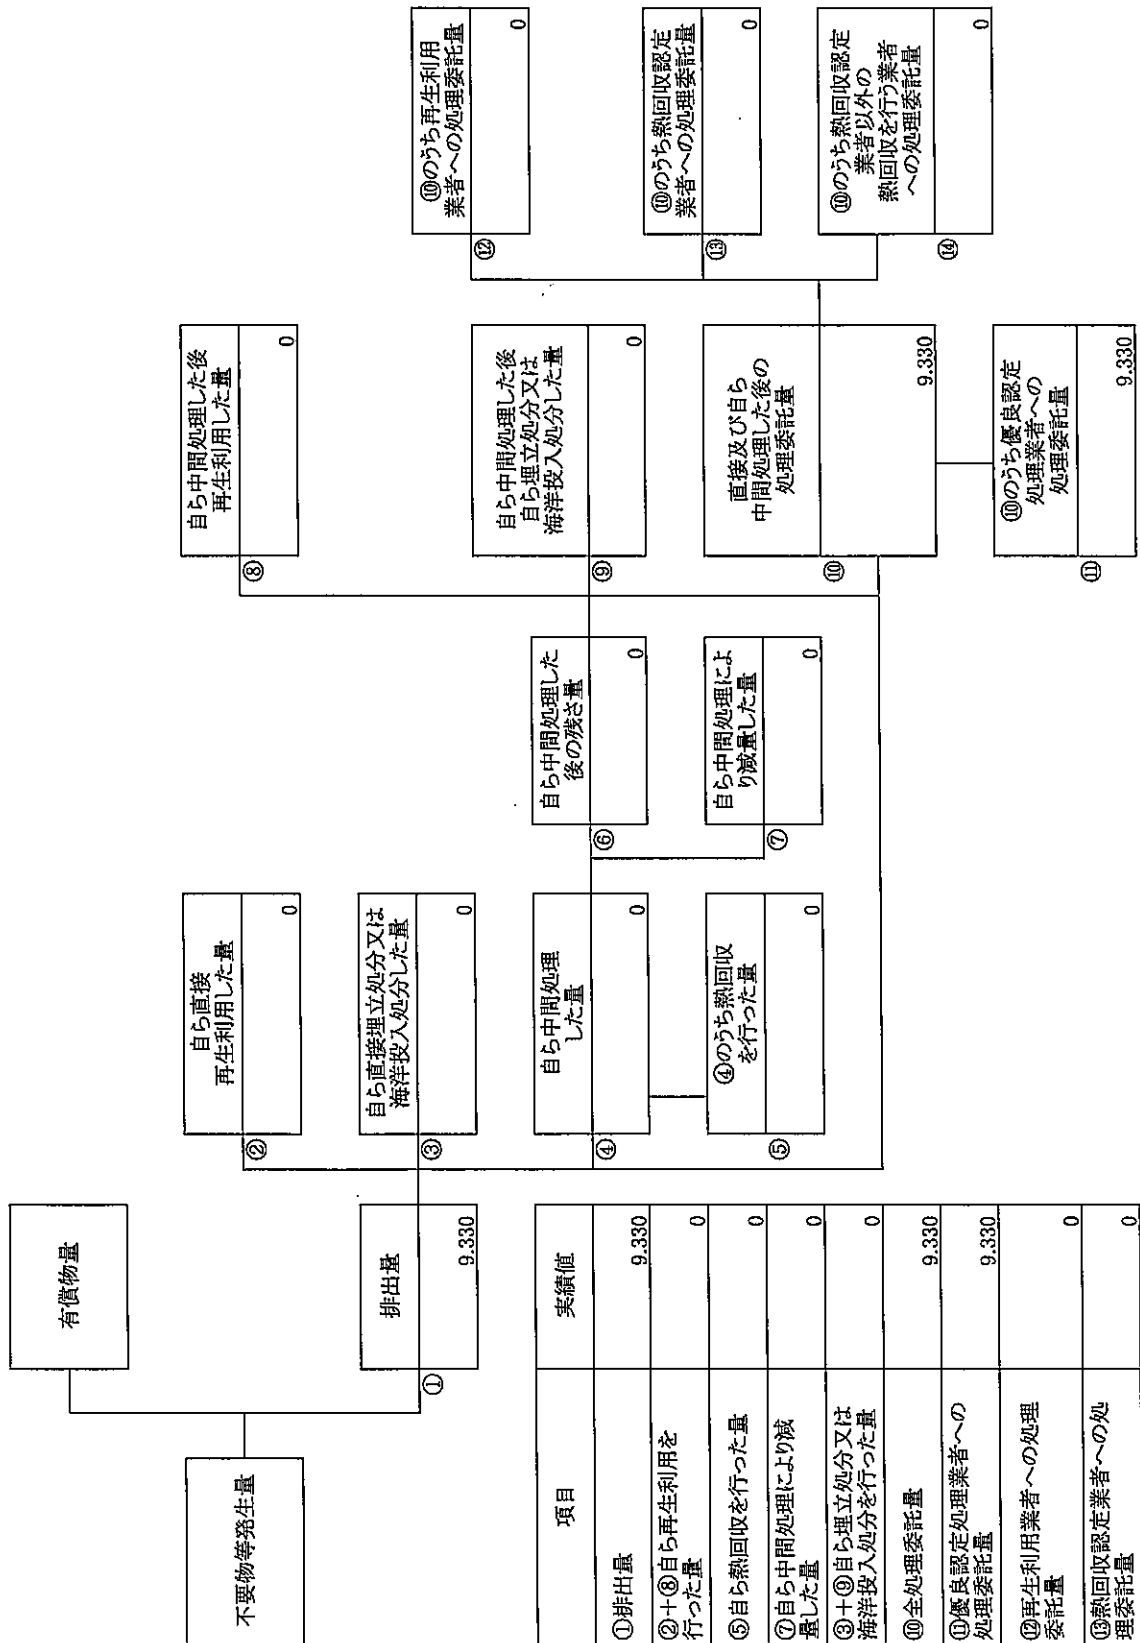 不要物等発生量
有償物量
①
排出量
9.330
②
自ら直接
再生利用した量
0
③
自ら直接埋立処分又は
海洋投入処分した量
0
④
自ら中間処理
した量
0
⑤
④のうち熱回収
を行った量
0
⑥
自ら中間処理した
後の残さ量
0
⑦
自ら中間処理によ
り減量した量
0
⑧
自ら中間処理した後
再生利用した量
0
⑨
自ら中間処理した後
自ら埋立処分又は
海洋投入処分した量
0
⑩
直接及び自ら
中間処理した後の
処理委託量
9.330
⑪
⑩のうち優良認定
処理業者への
処理委託量
9.330
⑫
⑩のうち再生利用
業者への処理委託量
0
⑬
⑩のうち熱回収認定
業者への処理委託量
0
⑭
⑩のうち熱回収認定
業者以外の
熱回収を行う業者
への処理委託量
0
項目
実績値
①排出量
9.330
②＋⑧自ら再生利用を
行った量
0
⑤自ら熱回収を行った量
0
⑦自ら中間処理により減
量した量
0
③＋⑨自ら埋立処分又は
海洋投入処分を行った量
0
⑩全処理委託量
9.330
⑪優良認定処理業者への
処理委託量
9.330
⑫再生利用業者への処理
委託量
0
⑬熱回収認定業者への処
理委託量
0